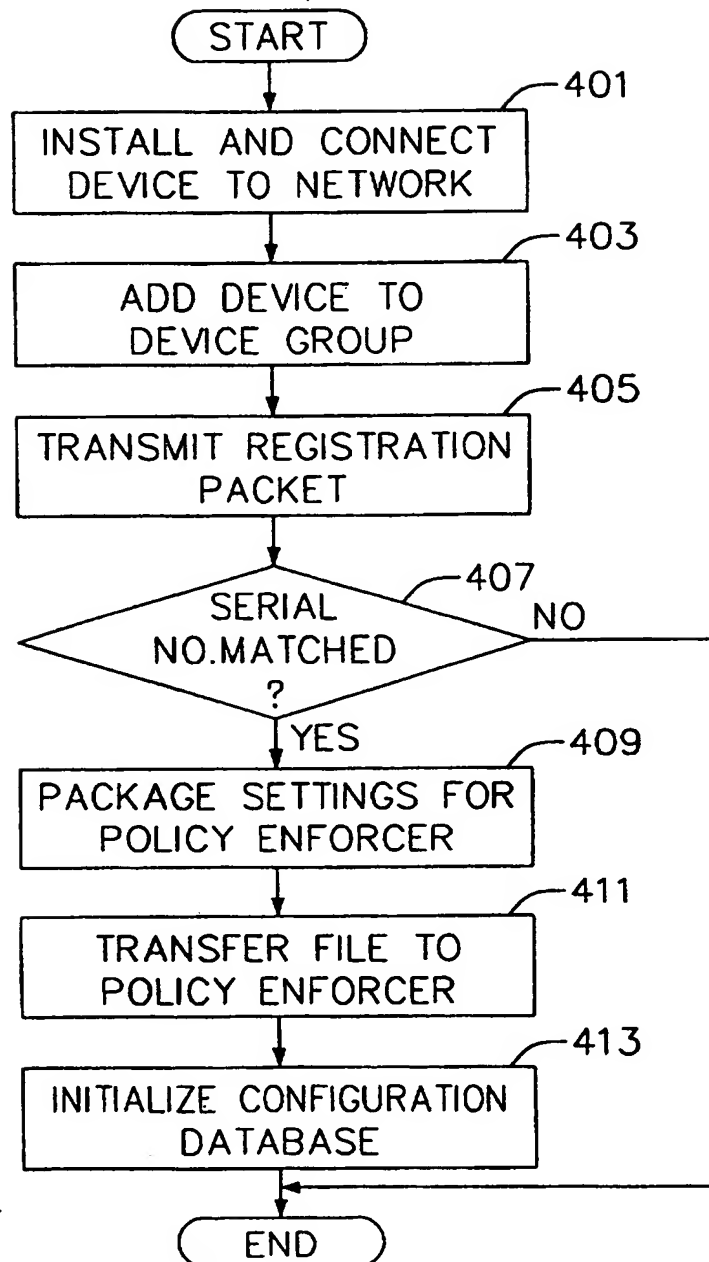 START
401
INSTALL AND CONNECT
DEVICE TO NETWORK
403
ADD DEVICE TO
DEVICE GROUP
405
TRANSMIT REGISTRATION
PACKET
407
SERIAL
NO.MATCHED
?
NO
YES
409
PACKAGE SETTINGS FOR
POLICY ENFORCER
411
TRANSFER FILE TO
POLICY ENFORCER
413
INITIALIZE CONFIGURATION
DATABASE
END